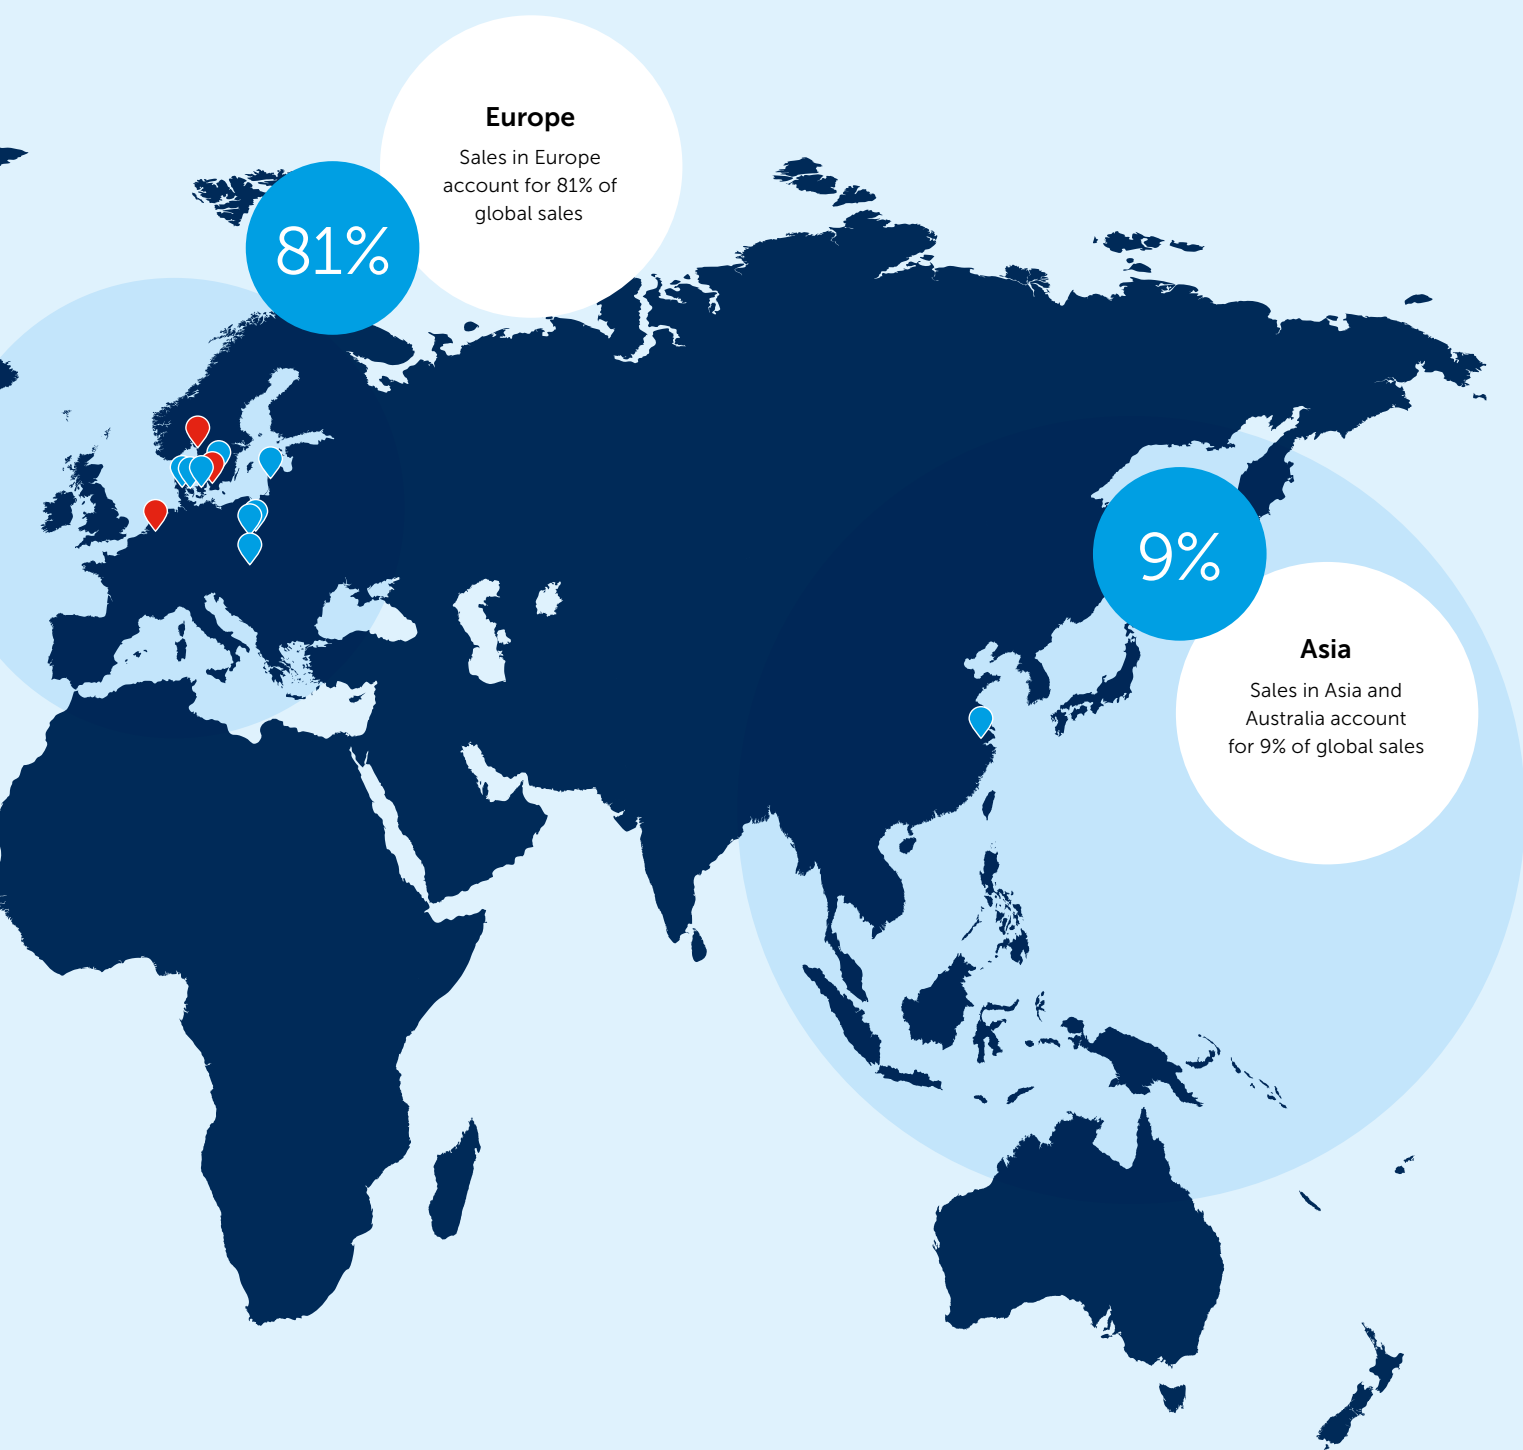 Europe
Sales in Europe
account for 81% of
global sales
81%
9%
Asia
Sales in Asia and
Australia account
for 9% of global sales